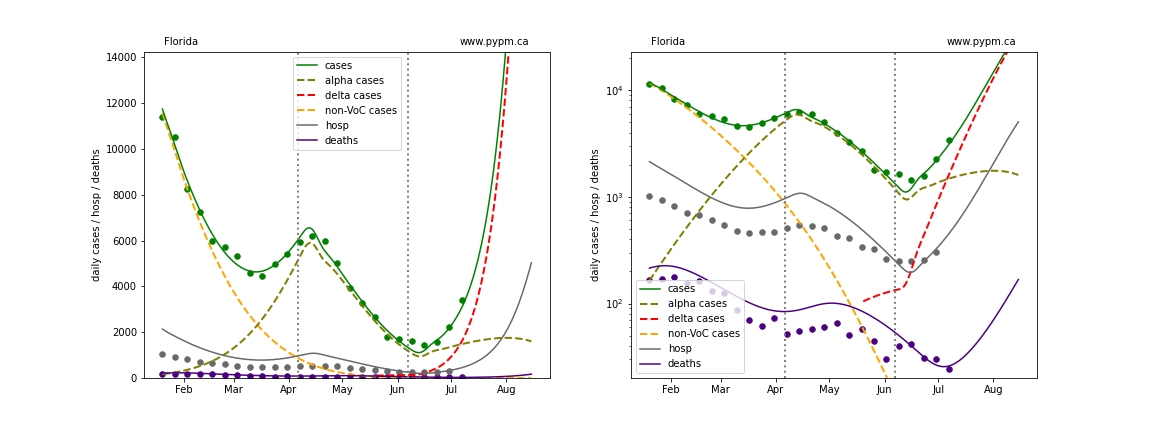 Florida www.pypm.ca
14000
12000
10000
8000
6000
4000
2000
0
daily cases / hosp / deaths
cases
alpha cases
delta cases
non-VoC cases
hosp
deaths
Feb Mar Apr May Jun Jul Aug
Florida www.pypm.ca
10⁴
10³
10²
daily cases / hosp / deaths
cases
alpha cases
delta cases
non-VoC cases
hosp
deaths
Feb Mar Apr May Jun Jul Aug